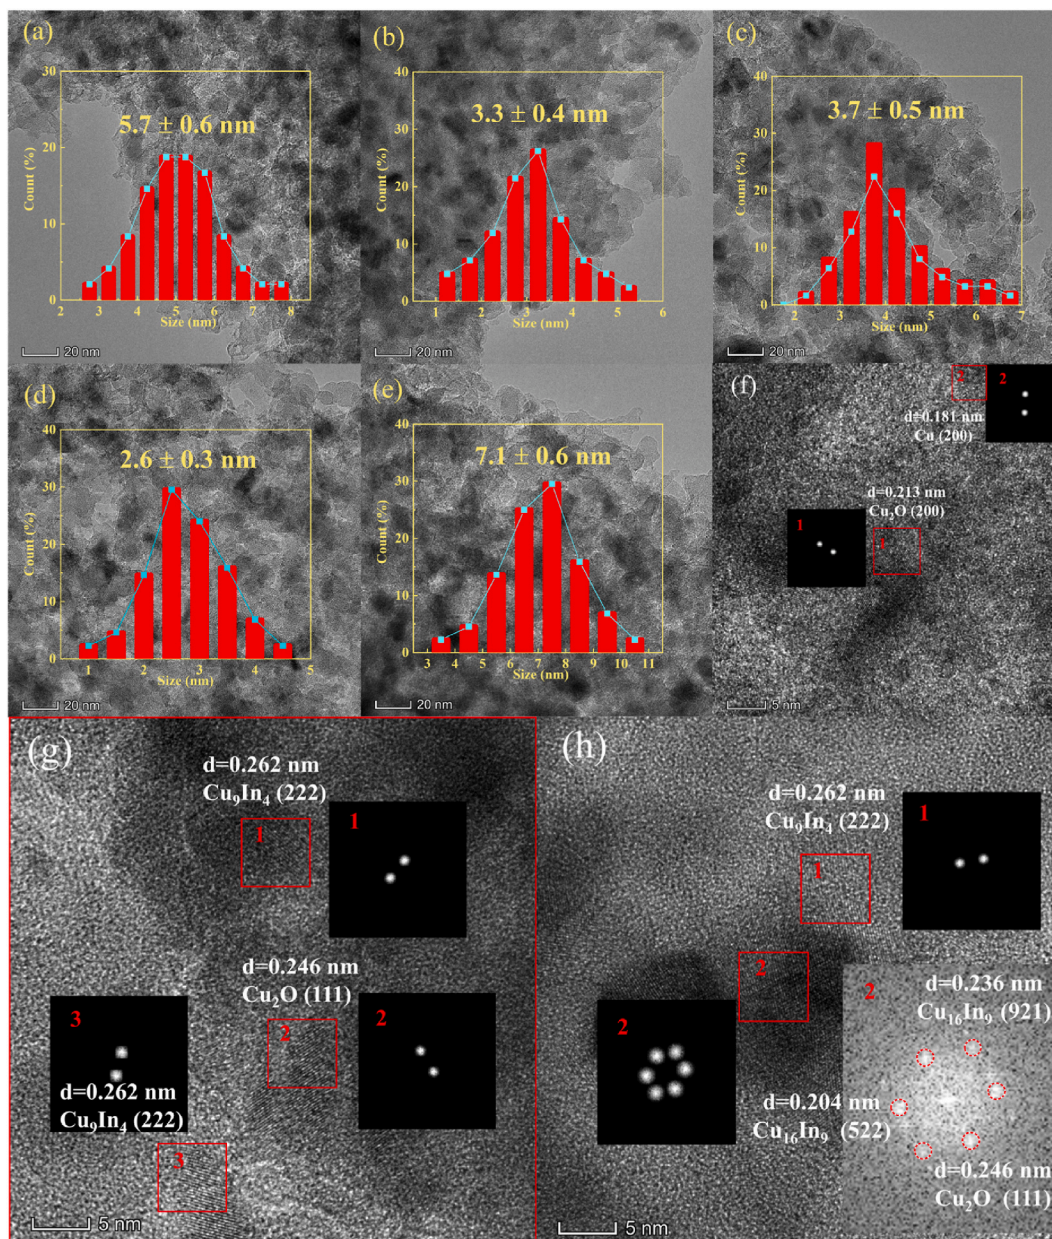 (a)
30
20
10
0
Count (%)
5.7 ± 0.6 nm
2 3 4 5 6 7 8
Size (nm)
20 nm
(b)
40
30
20
10
0
Count (%)
3.3 ± 0.4 nm
1 2 3 4 5 6
Size (nm)
20 nm
(c)
40
30
20
10
0
Count (%)
3.7 ± 0.5 nm
2 3 4 5 6 7
Size (nm)
20 nm
(d)
40
30
20
10
0
Count (%)
2.6 ± 0.3 nm
1 2 3 4 5
Size (nm)
20 nm
(e)
40
30
20
10
0
Count (%)
7.1 ± 0.6 nm
3 4 5 6 7 8 9 10 11
Size (nm)
20 nm
(f)
2
2
d=0.181 nm
Cu (200)
d=0.213 nm
Cu₂O (200)
1
1
5 nm
(g)
d=0.262 nm
Cu₉In₄ (222)
1
1
d=0.246 nm
Cu₂O (111)
2
2
3
d=0.262 nm
Cu₉In₄ (222)
3
5 nm
(h)
d=0.262 nm
Cu₉In₄ (222)
1
1
2
2
2
d=0.236 nm
Cu₁₆In₉ (921)
d=0.204 nm
Cu₁₆In₉ (522)
d=0.246 nm
Cu₂O (111)
5 nm